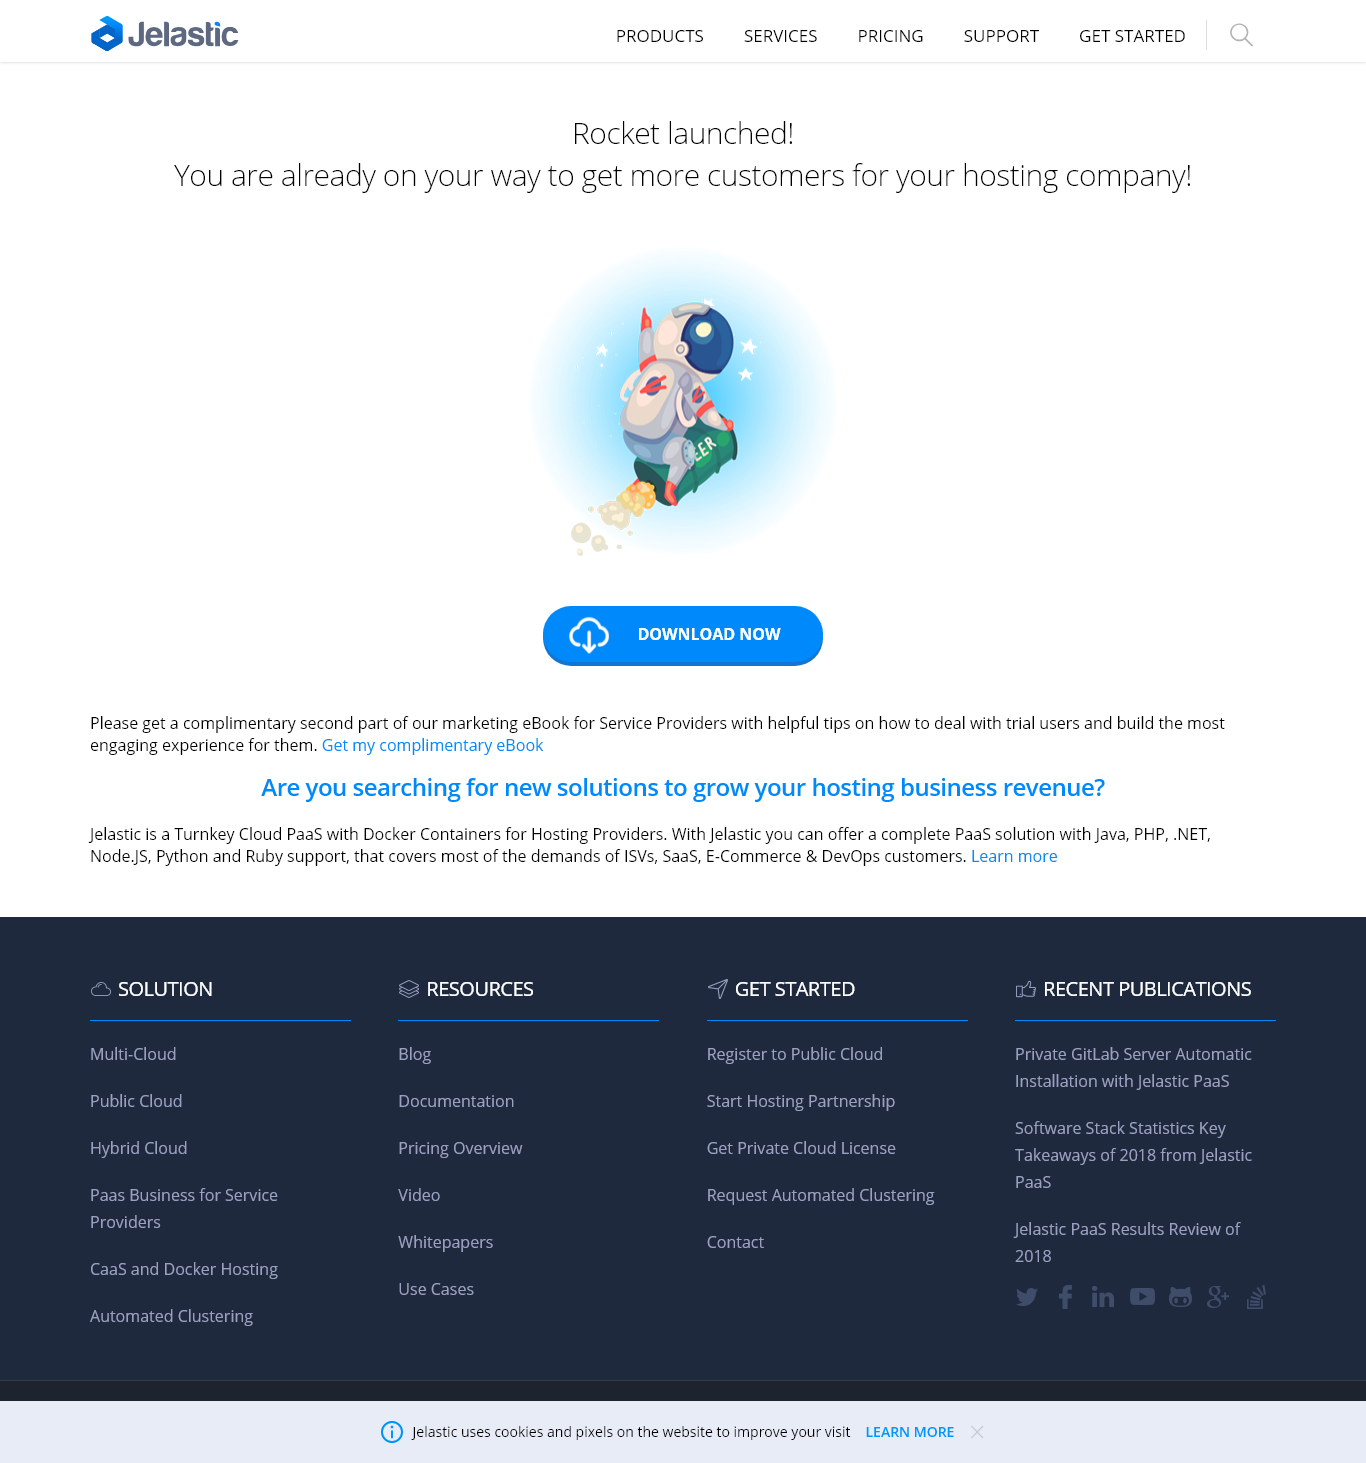 Jelastic
PRODUCTS SERVICES PRICING SUPPORT GET STARTED
Rocket launched!
You are already on your way to get more customers for your hosting company!
EER
DOWNLOAD NOW
Please get a complimentary second part of our marketing eBook for Service Providers with helpful tips on how to deal with trial users and build the most
engaging experience for them. Get my complimentary eBook
Are you searching for new solutions to grow your hosting business revenue?
Jelastic is a Turnkey Cloud PaaS with Docker Containers for Hosting Providers. With Jelastic you can offer a complete PaaS solution with Java, PHP, .NET,
Node.JS, Python and Ruby support, that covers most of the demands of ISVs, SaaS, E-Commerce & DevOps customers. Learn more
SOLUTION
Multi-Cloud
Public Cloud
Hybrid Cloud
Paas Business for Service
Providers
CaaS and Docker Hosting
Automated Clustering
RESOURCES
Blog
Documentation
Pricing Overview
Video
Whitepapers
Use Cases
GET STARTED
Register to Public Cloud
Start Hosting Partnership
Get Private Cloud License
Request Automated Clustering
Contact
RECENT PUBLICATIONS
Private GitLab Server Automatic
Installation with Jelastic PaaS
Software Stack Statistics Key
Takeaways of 2018 from Jelastic
PaaS
Jelastic PaaS Results Review of
2018
Jelastic uses cookies and pixels on the website to improve your visit LEARN MORE